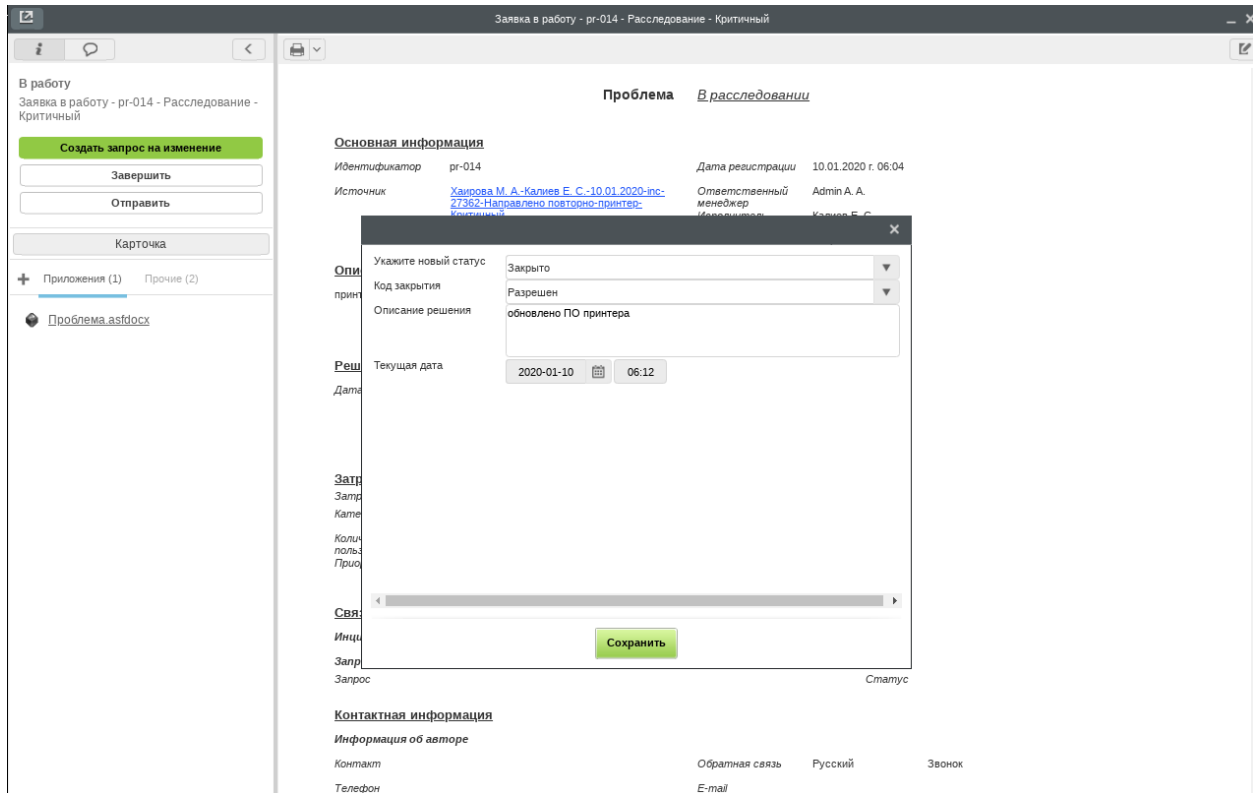 Заявка в работу - pr-014 - Расследование - Критичный
В работу
Заявка в работу - pr-014 - Расследование -
Критичный
Создать запрос на изменение
Завершить
Отправить
Карточка
Приложения (1) Прочие (2)
Проблема.asfdocx
Проблема В расследовании
Основная информация
Идентификатор pr-014 Дата регистрации 10.01.2020 г. 06:04
Источник Хаирова М. А.-Калиев Е. С.-10.01.2020-inc- Ответственный Admin А. А.
27362-Направлено повторно-принтер- менеджер
Критичный Исполнитель Калиев Е. С.
Укажите новый статус Закрыто
Код закрытия Разрешен
Описание решения обновлено ПО принтера
Текущая дата 2020-01-10 06:12
Сохранить
Запрос Статус
Контактная информация
Информация об авторе
Контакт Обратная связь Русский Звонок
Телефон E-mail